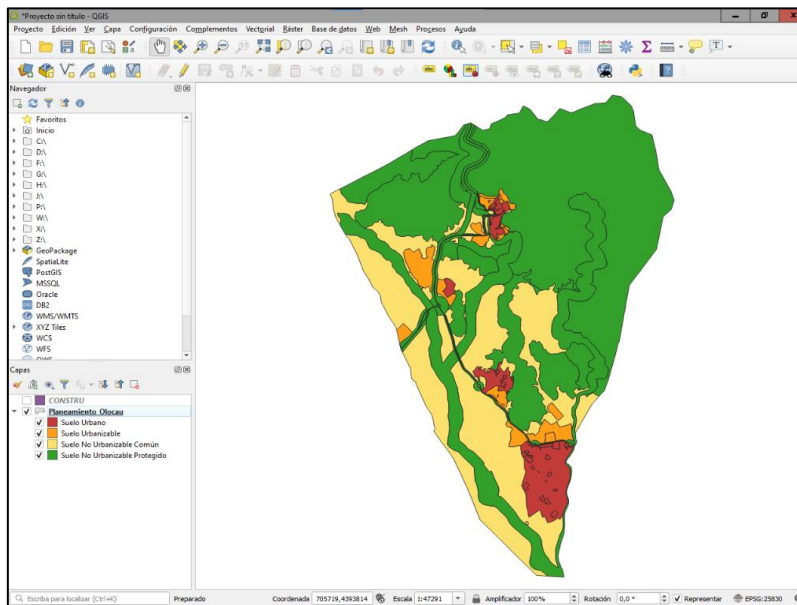 *Proyecto sin título - QGIS
Proyecto Edición Ver Capa Configuración Complementos Vectorial Ráster Base de datos Web Mesh Procesos Ayuda
Navegador
Favoritos
Inicio
C:\
D:\
F:\
G:\
H:\
J:\
P:\
W:\
X:\
Z:\
GeoPackage
SpatiaLite
PostGIS
MSSQL
Oracle
DB2
WMS/WMTS
XYZ Tiles
WCS
WFS
OWS
Capas
CONSTRU
Planeamiento_Olocau
Suelo Urbano
Suelo Urbanizable
Suelo No Urbanizable Común
Suelo No Urbanizable Protegido
Escriba para localizar (Ctrl+K) Preparado Coordenada 705719,4393814 Escala 1:47291 Amplificador 100% Rotación 0,0 ° Representar EPSG:25830